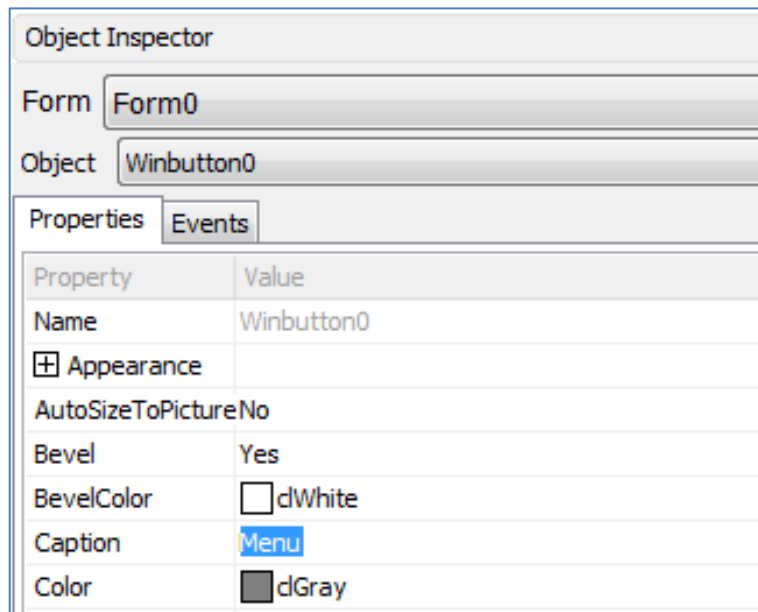 Object Inspector
Form Form0
Object Winbutton0
Properties Events
Property Value
Name Winbutton0
Appearance
AutoSizeToPicture No
Bevel Yes
BevelColor clWhite
Caption Menu
Color clGray